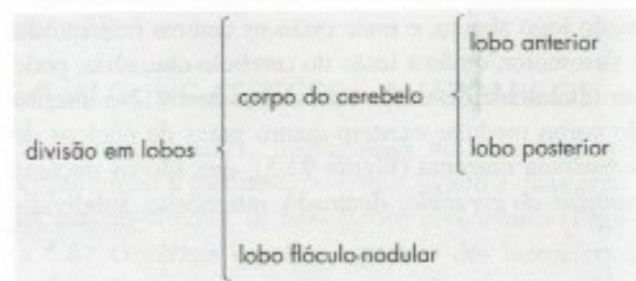 lobo anterior
corpo do cerebelo
lobo posterior
divisão em lobos
lobo flóculo-nodular